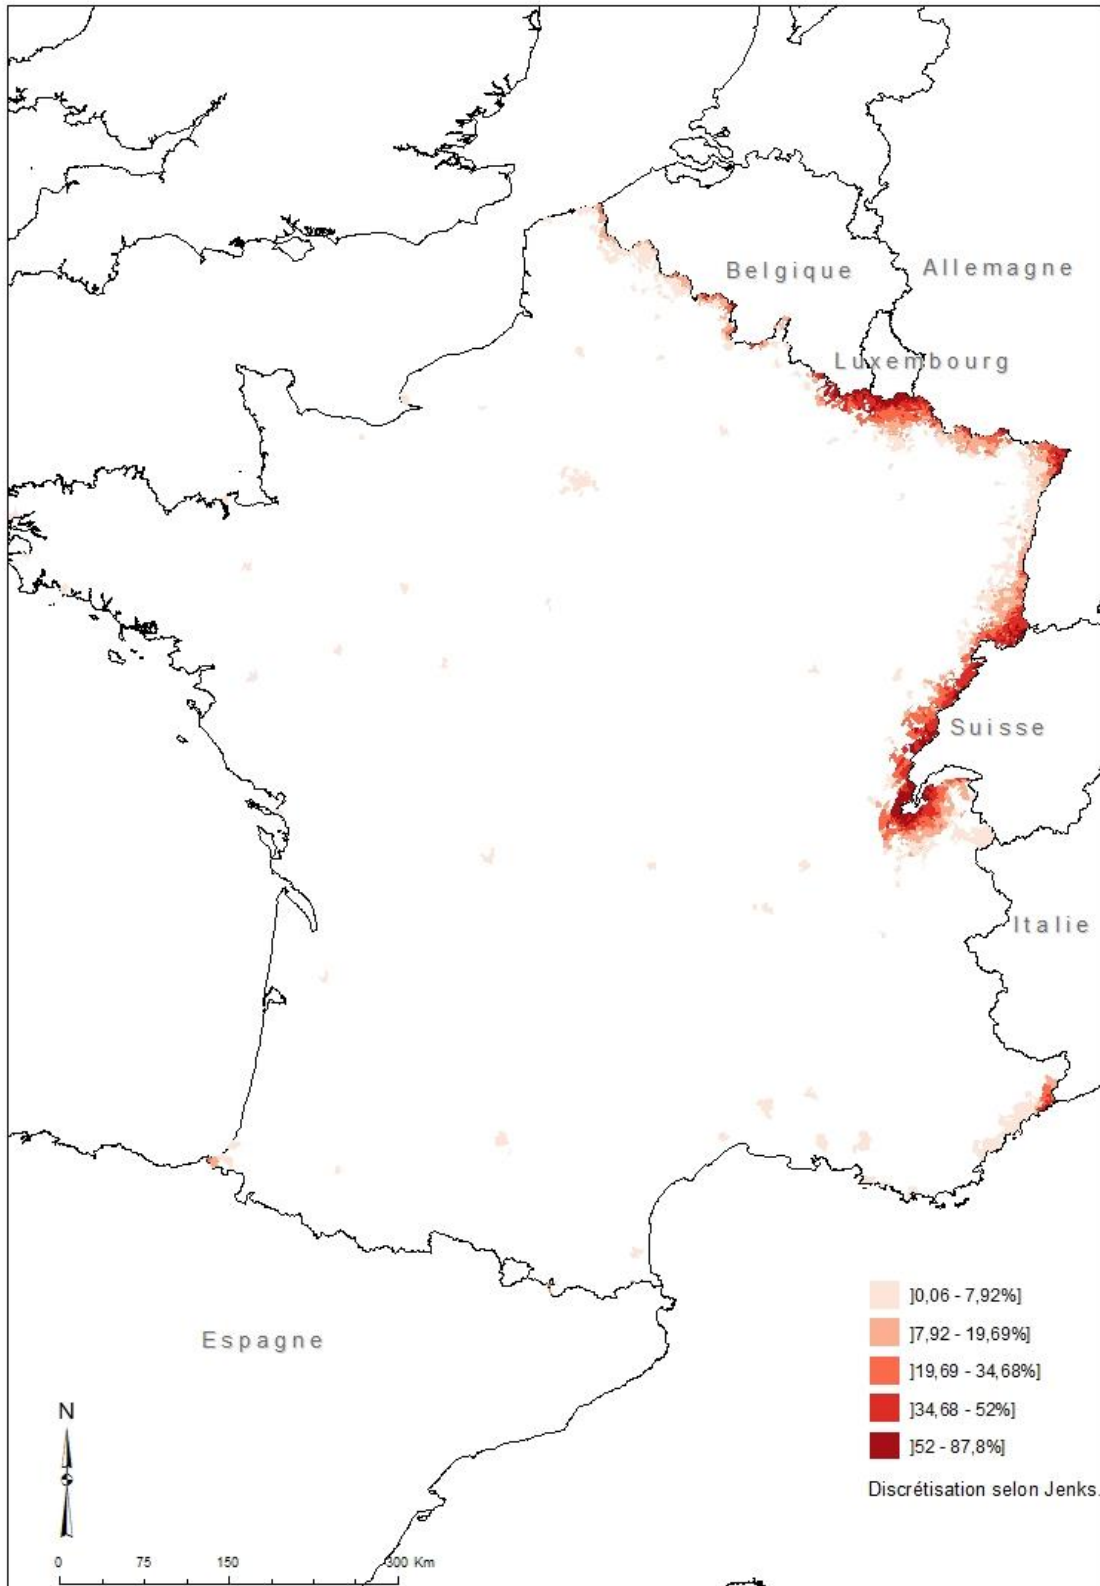 Belgique
Allemagne
Luxembourg
Suisse
Italie
Espagne
]0,06 - 7,92%]
]7,92 - 19,69%]
]19,69 - 34,68%]
]34,68 - 52%]
]52 - 87,8%]
Discrétisation selon Jenks.
N
0 75 150 300 Km